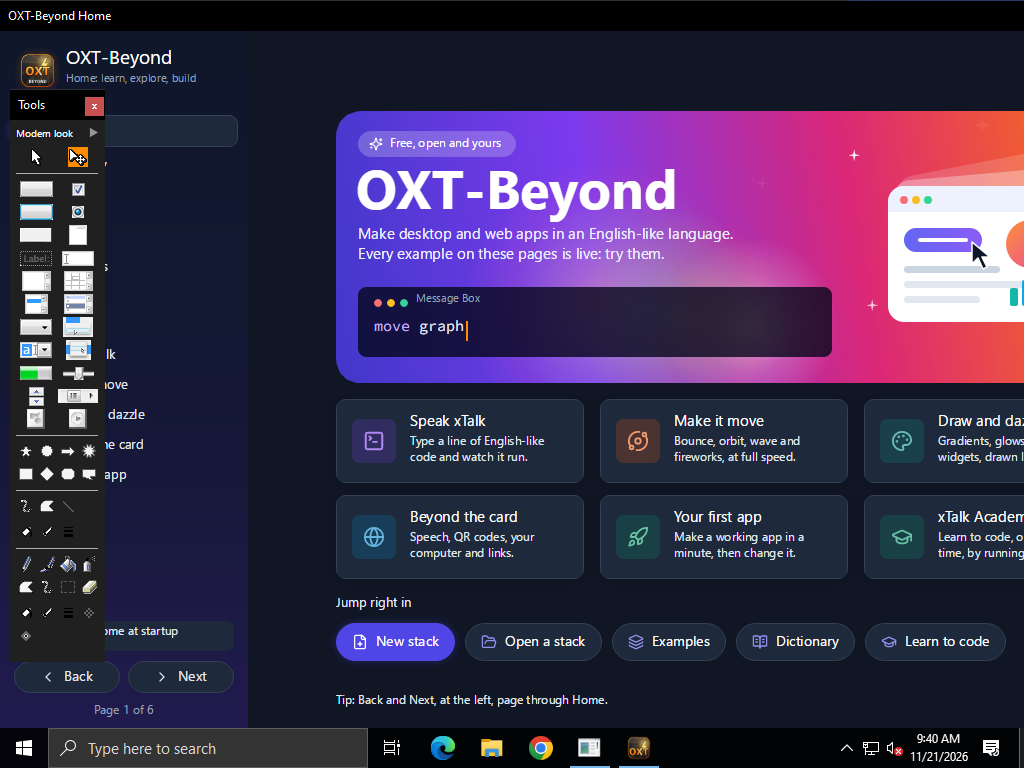 OXT-Beyond Home
OXT
BEYOND
OXT-Beyond
Home: learn, explore, build
Tools
x
Modern look
Label:
lk
ove
dazzle
e card
app
ome at startup
Back
Next
Page 1 of 6
Free, open and yours
OXT-Beyond
Make desktop and web apps in an English-like language.
Every example on these pages is live: try them.
Message Box
move graph
Speak xTalk
Type a line of English-like
code and watch it run.
Make it move
Bounce, orbit, wave and
fireworks, at full speed.
Draw and daz
Gradients, glows
widgets, drawn l
Beyond the card
Speech, QR codes, your
computer and links.
Your first app
Make a working app in a
minute, then change it.
xTalk Academ
Learn to code, o
time, by running
Jump right in
New stack
Open a stack
Examples
Dictionary
Learn to code
Tip: Back and Next, at the left, page through Home.
Type here to search
OXT
9:40 AM
11/21/2026